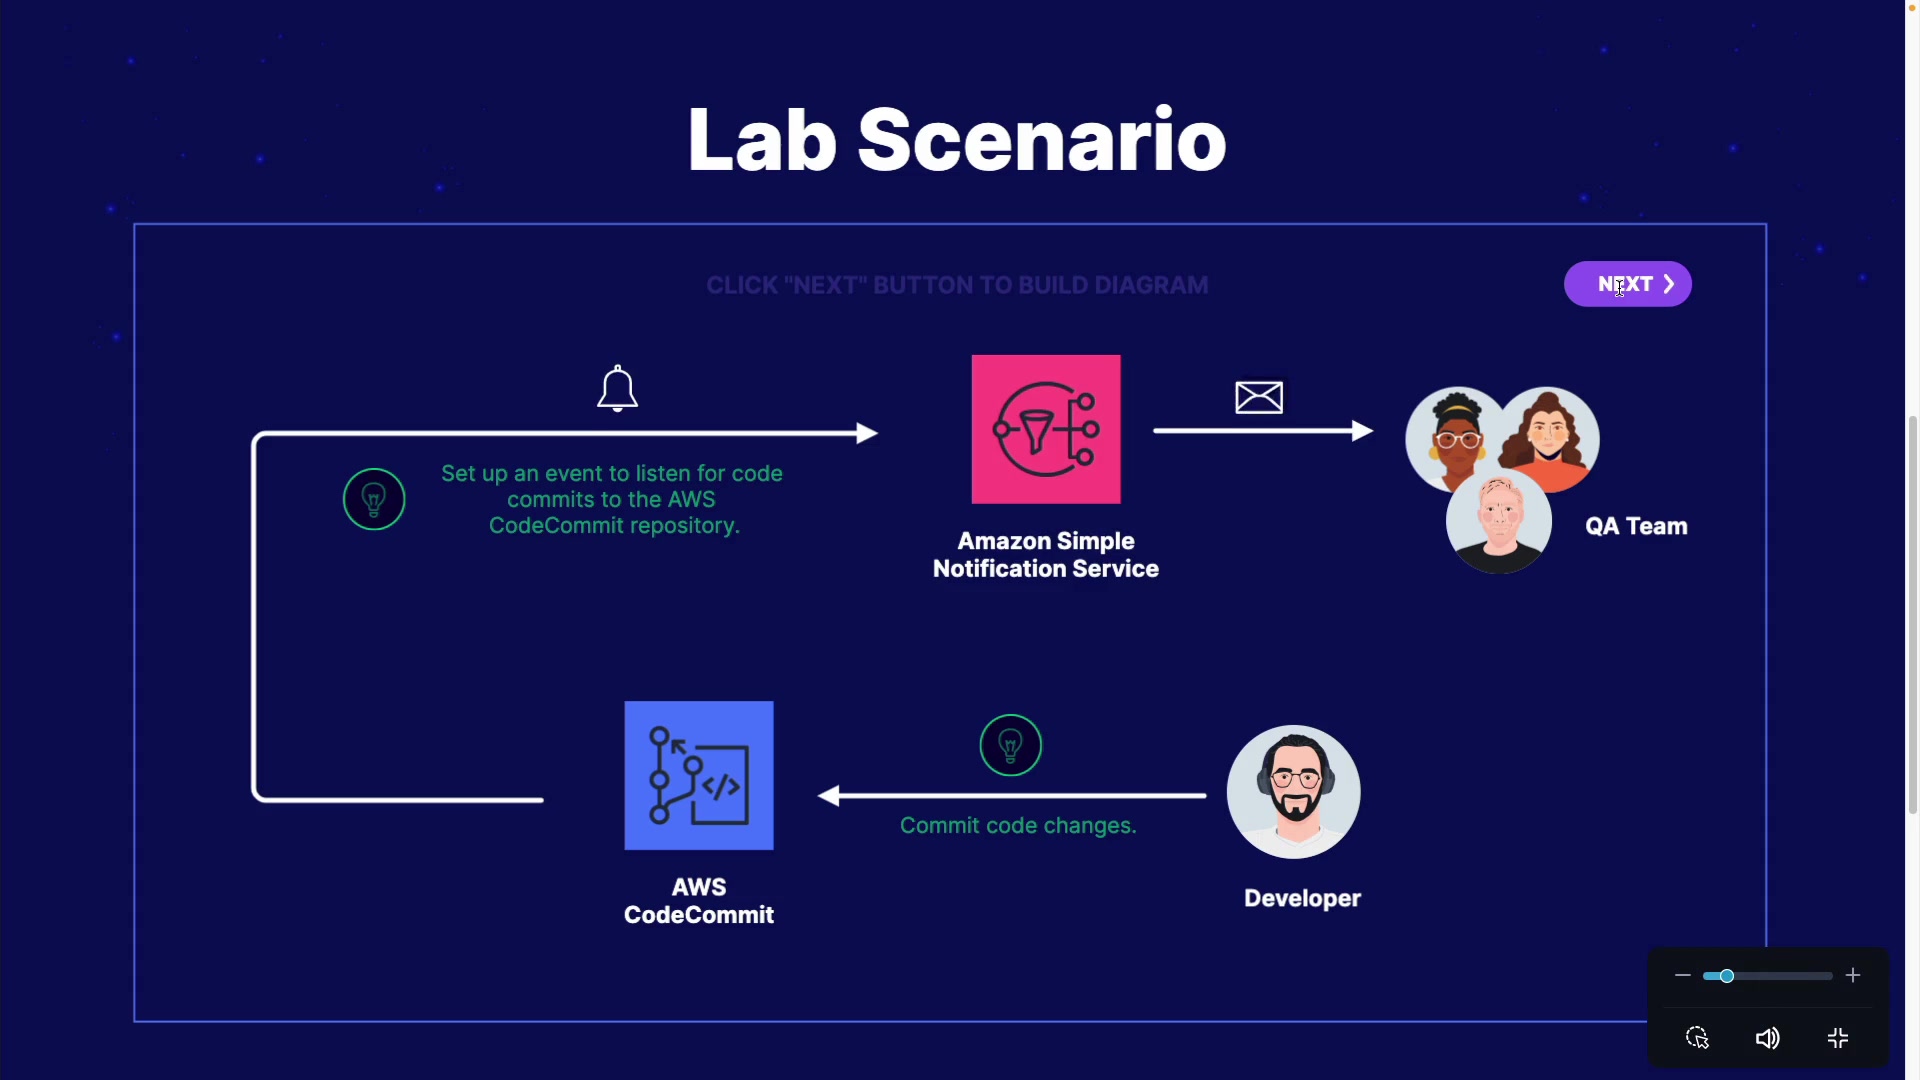 Lab Scenario
CLICK "NEXT" BUTTON TO BUILD DIAGRAM
NEXT
Set up an event to listen for code
commits to the AWS
CodeCommit repository.
Amazon Simple
Notification Service
QA Team
Commit code changes.
AWS
CodeCommit
Developer